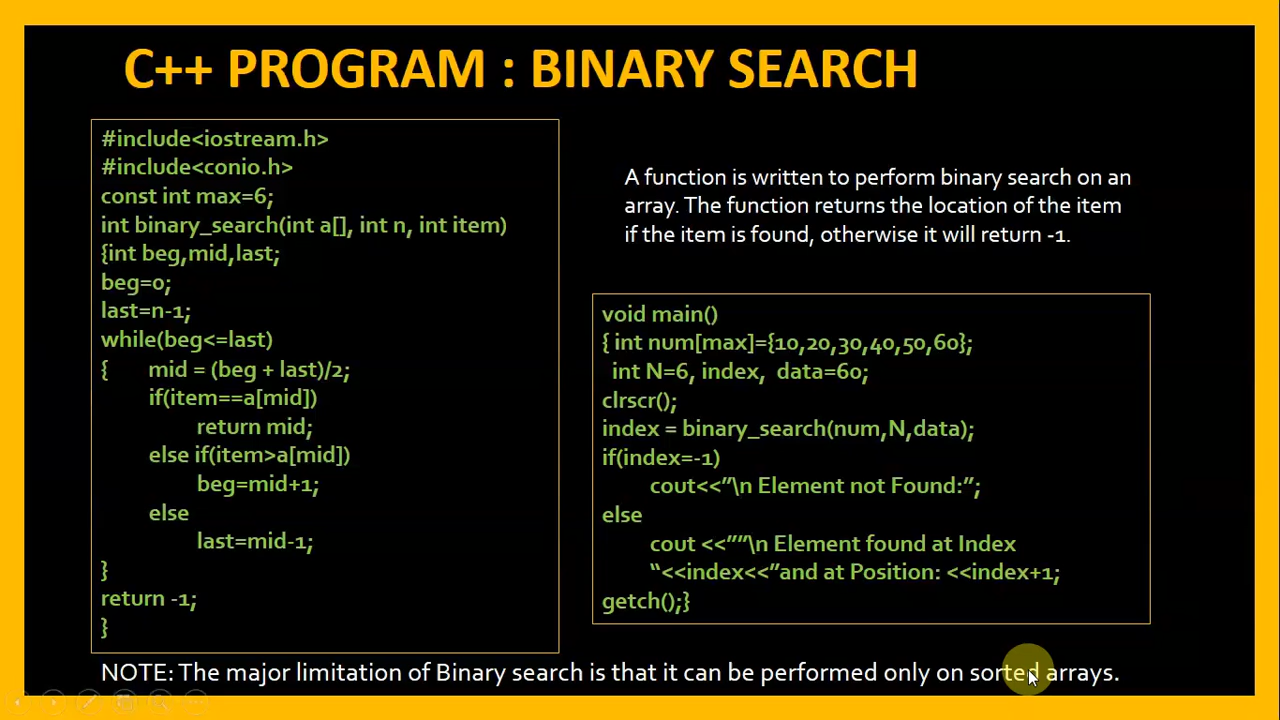 C++ PROGRAM : BINARY SEARCH
#include<iostream.h>
#include<conio.h>
const int max=6;
int binary_search(int a[], int n, int item)
{int beg,mid,last;
beg=0;
last=n-1;
while(beg<=last)
{ mid = (beg + last)/2;
if(item==a[mid])
return mid;
else if(item>a[mid])
beg=mid+1;
else
last=mid-1;
}
return -1;
}
A function is written to perform binary search on an
array. The function returns the location of the item
if the item is found, otherwise it will return -1.
void main()
{ int num[max]={10,20,30,40,50,60};
int N=6, index, data=60;
clrscr();
index = binary_search(num,N,data);
if(index=-1)
cout<<”\n Element not Found:”;
else
cout <<””\n Element found at Index
“<<index<<”and at Position: <<index+1;
getch();}
NOTE: The major limitation of Binary search is that it can be performed only on sorted arrays.